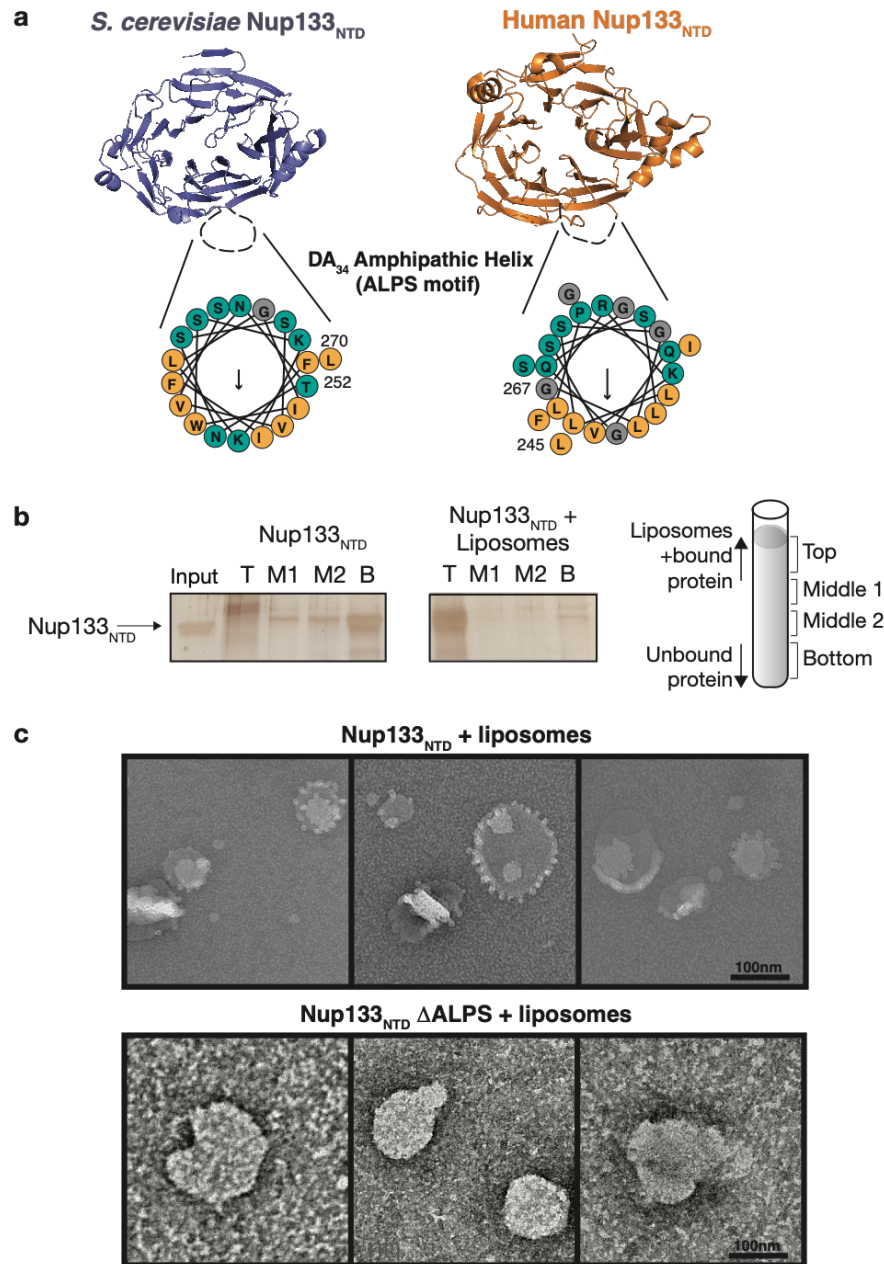 a
S. cerevisiae Nup133NTD
Human Nup133NTD
DA34 Amphipathic Helix
(ALPS motif)
S S S N G S K F L T I V I K N W V F L
270
252
G P R G S G Q I K L L L G V L L F L G Q S S S
267
245
b
Nup133NTD
Nup133NTD +
Liposomes
Input T M1 M2 B
T M1 M2 B
Nup133NTD
Liposomes
+bound
protein
Unbound
protein
Top
Middle 1
Middle 2
Bottom
c
Nup133NTD + liposomes
100nm
Nup133NTD ΔALPS + liposomes
100nm